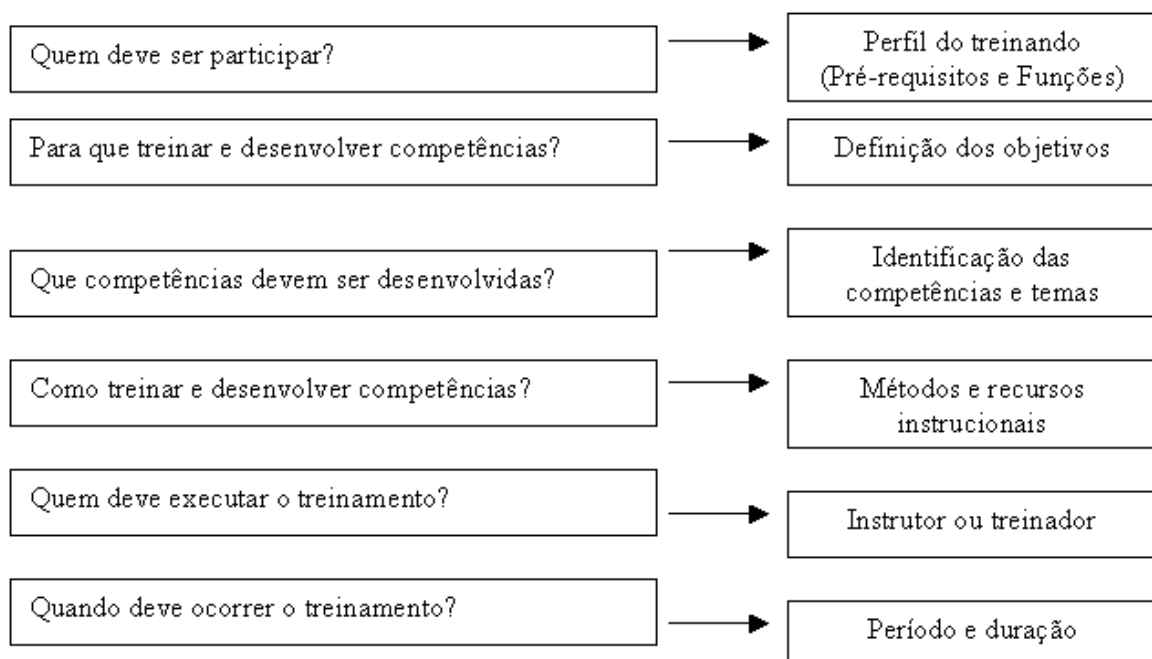 Quem deve ser participar?
Perfil do treinando
(Pré-requisitos e Funções)
Para que treinar e desenvolver competências?
Definição dos objetivos
Que competências devem ser desenvolvidas?
Identificação das
competências e temas
Como treinar e desenvolver competências?
Métodos e recursos
instrucionais
Quem deve executar o treinamento?
Instrutor ou treinador
Quando deve ocorrer o treinamento?
Período e duração